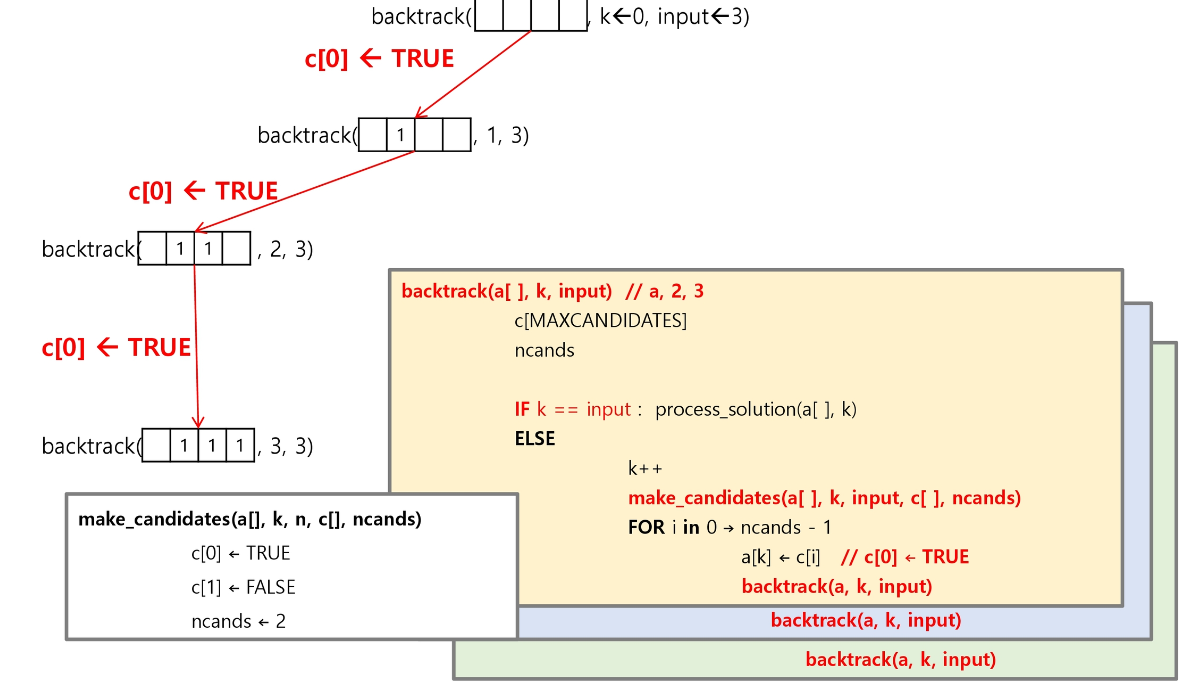 backtrack( , k←0, input←3)
c[0] ← TRUE
backtrack( 1 , 1, 3)
c[0] ← TRUE
backtrack( 1 1 , 2, 3)
c[0] ← TRUE
backtrack( 1 1 1 , 3, 3)
backtrack(a[ ], k, input) // a, 2, 3
c[MAXCANDIDATES]
ncands
IF k == input : process_solution(a[ ], k)
ELSE
k++
make_candidates(a[ ], k, input, c[ ], ncands)
FOR i in 0 → ncands - 1
a[k] ← c[i] // c[0] ← TRUE
backtrack(a, k, input)
backtrack(a, k, input)
backtrack(a, k, input)
make_candidates(a[], k, n, c[], ncands)
c[0] ← TRUE
c[1] ← FALSE
ncands ← 2